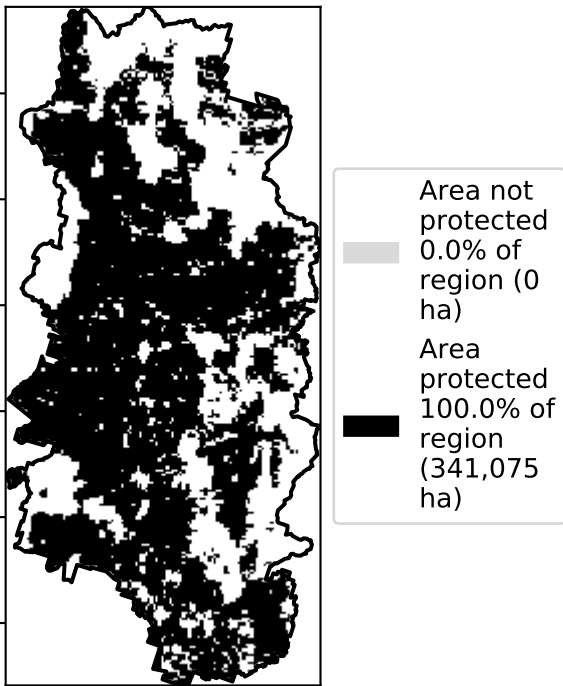 Area not
protected
0.0% of
region (0
ha)
Area
protected
100.0% of
region
(341,075
ha)